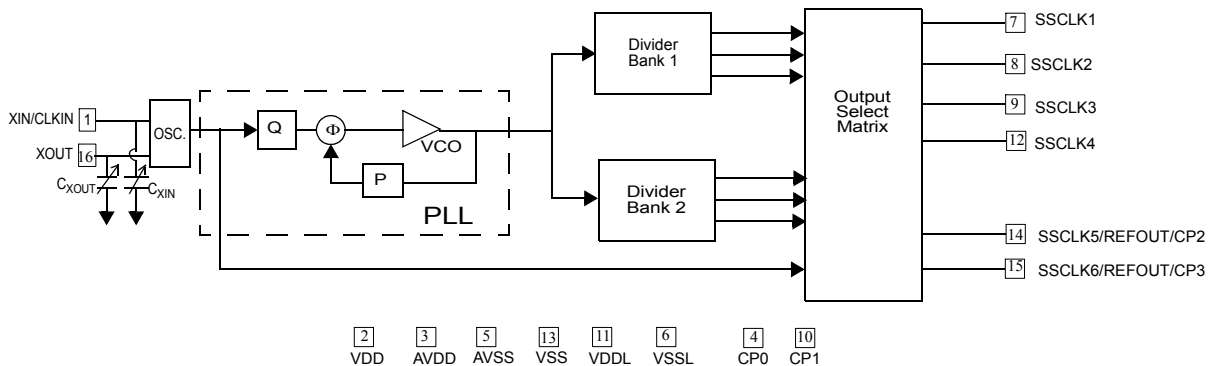 XIN/CLKIN 1
XOUT 16
CXOUT
CXIN
OSC.
Q
Φ
VCO
P
PLL
Divider
Bank 1
Divider
Bank 2
Output
Select
Matrix
7 SSCLK1
8 SSCLK2
9 SSCLK3
12 SSCLK4
14 SSCLK5/REFOUT/CP2
15 SSCLK6/REFOUT/CP3
2 3 5 13 11 6 4 10
VDD AVDD AVSS VSS VDDL VSSL CP0 CP1